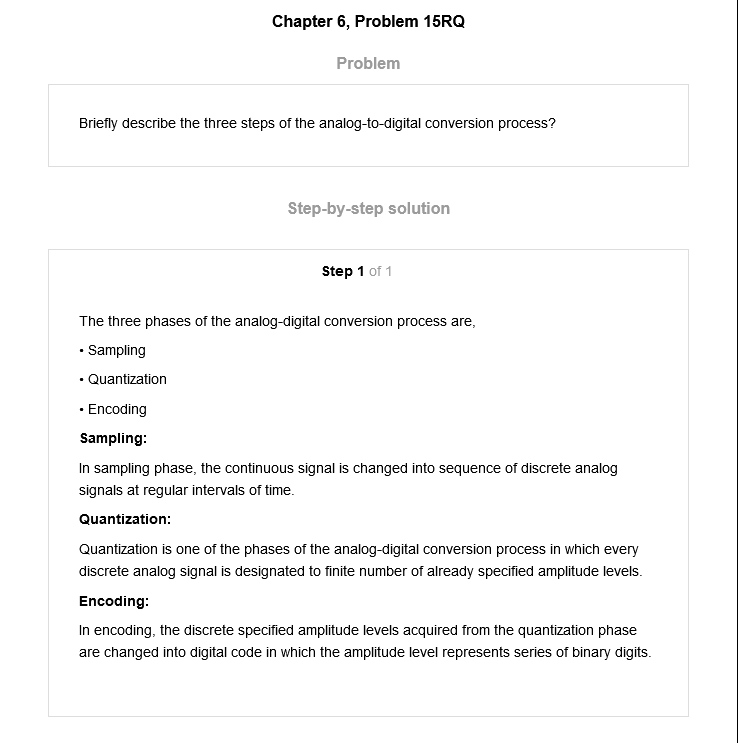 Chapter 6, Problem 15RQ
Problem
Briefly describe the three steps of the analog-to-digital conversion process?
Step-by-step solution
Step 1 of 1
The three phases of the analog-digital conversion process are,
• Sampling
• Quantization
• Encoding
Sampling:
In sampling phase, the continuous signal is changed into sequence of discrete analog
signals at regular intervals of time.
Quantization:
Quantization is one of the phases of the analog-digital conversion process in which every
discrete analog signal is designated to finite number of already specified amplitude levels.
Encoding:
In encoding, the discrete specified amplitude levels acquired from the quantization phase
are changed into digital code in which the amplitude level represents series of binary digits.